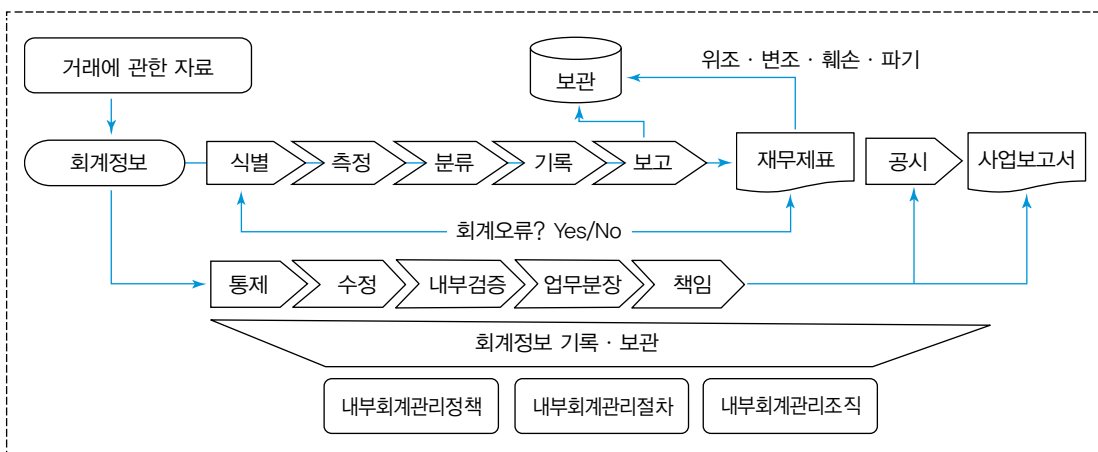 거래에 관한 자료
보관
위조 · 변조 · 훼손 · 파기
회계정보
식별
측정
분류
기록
보고
재무제표
공시
사업보고서
회계오류? Yes/No
통제
수정
내부검증
업무분장
책임
회계정보 기록 · 보관
내부회계관리정책
내부회계관리절차
내부회계관리조직